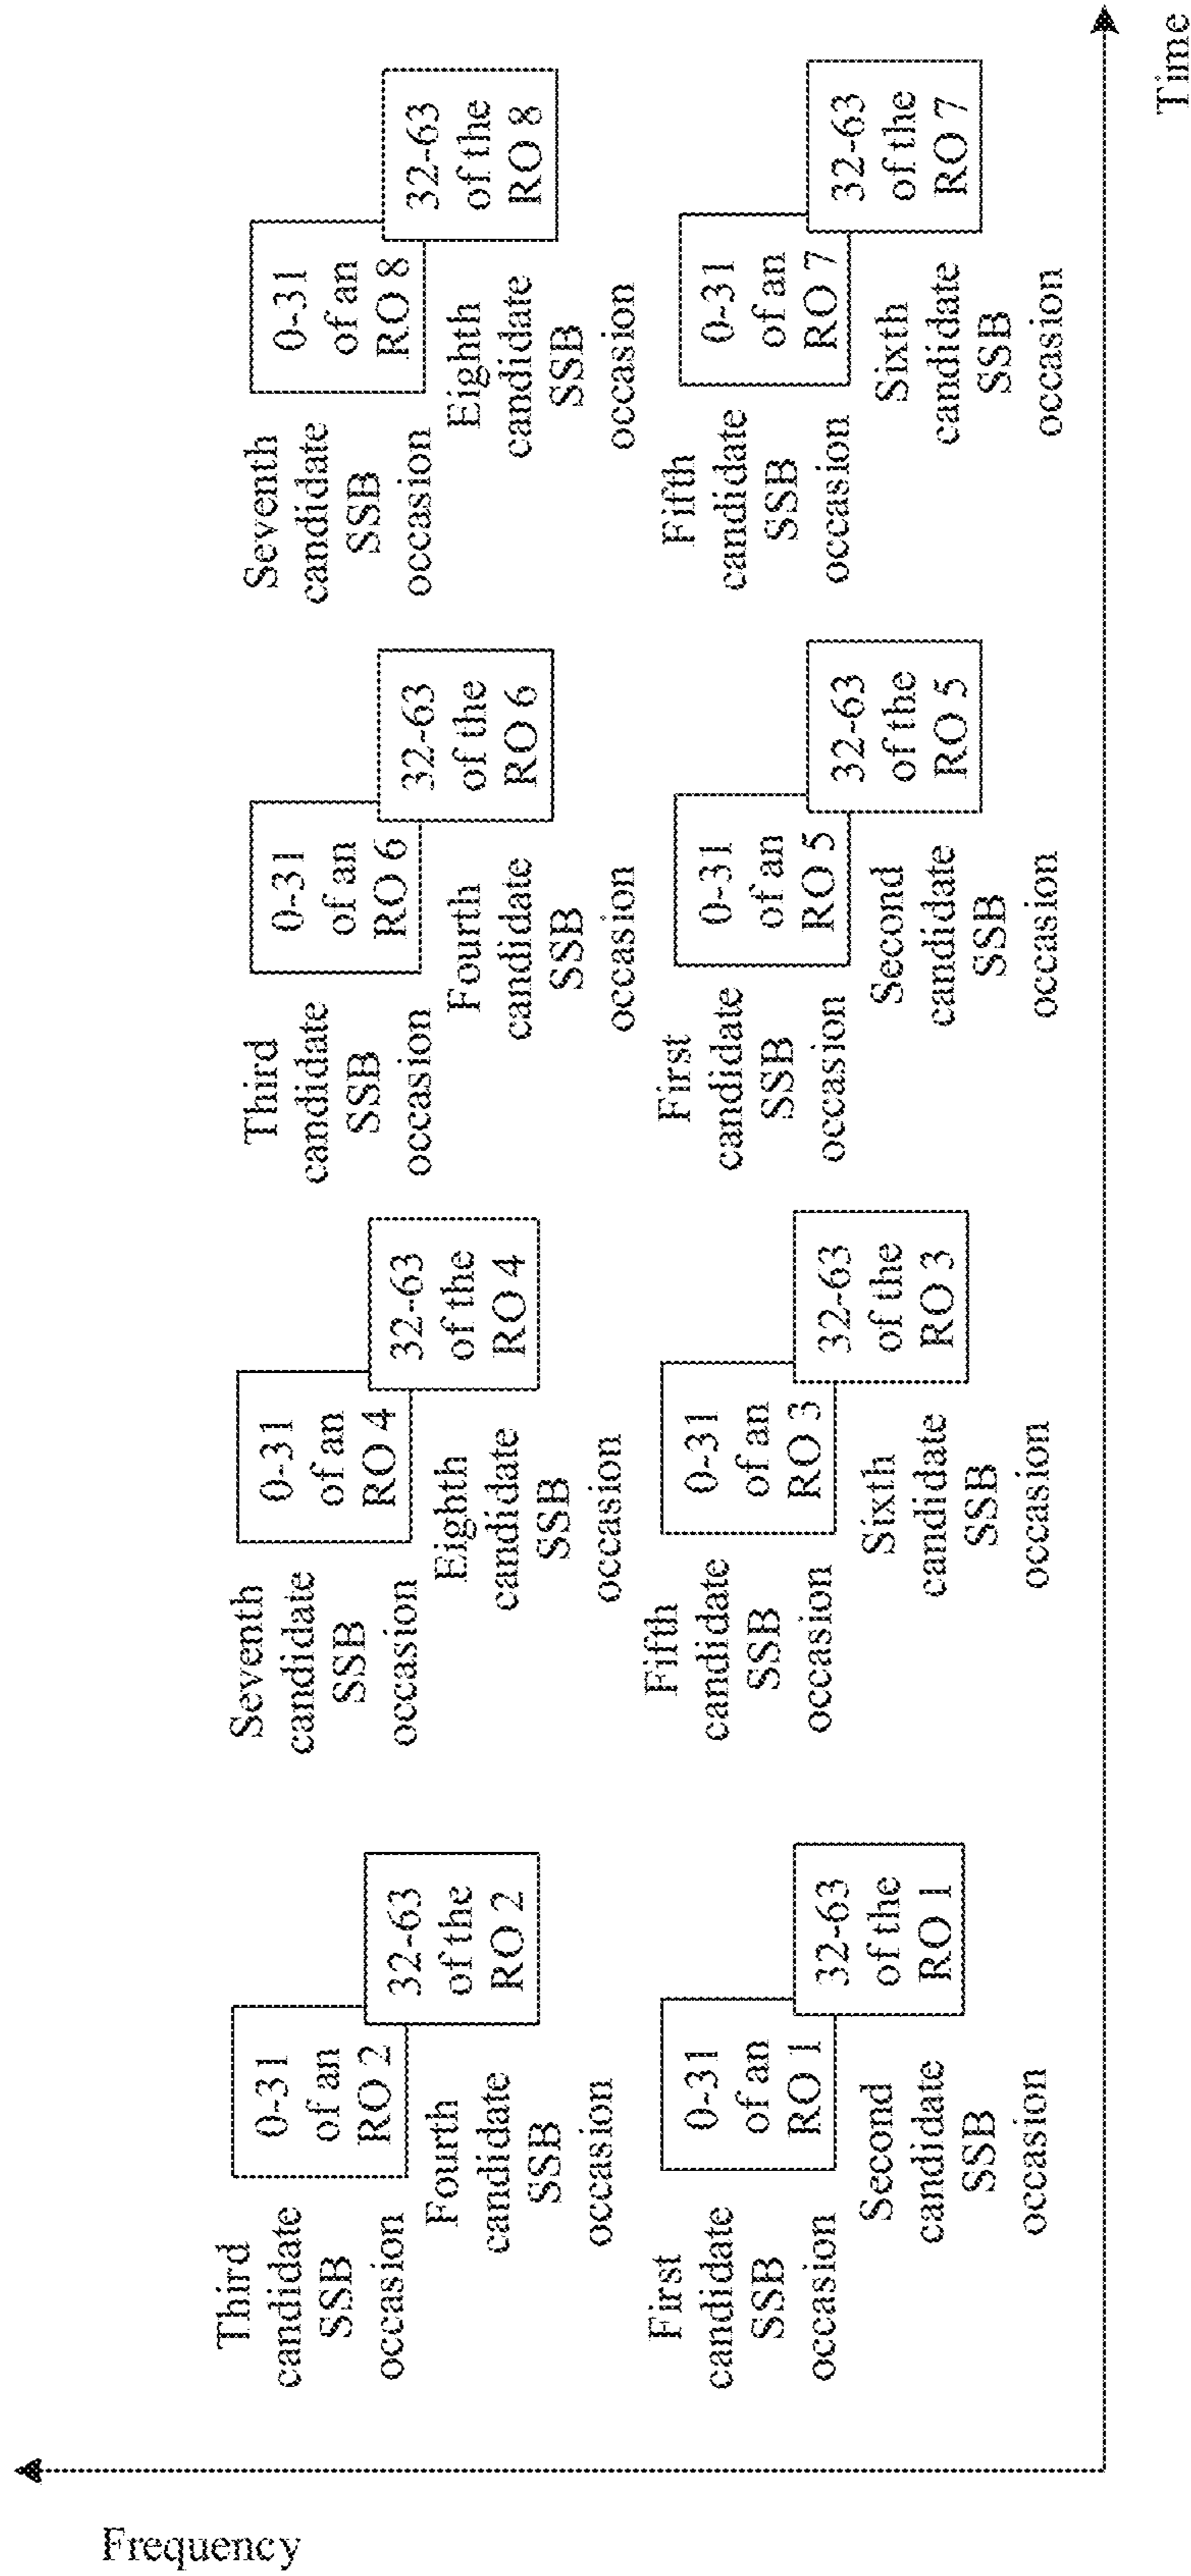 Frequency
Third
candidate
SSB
occasion
0-31
of an
RO 2
Fourth
candidate
SSB
occasion
32-63
of the
RO 2
Seventh
candidate
SSB
occasion
0-31
of an
RO 4
Eighth
candidate
SSB
occasion
32-63
of the
RO 4
Third
candidate
SSB
occasion
0-31
of an
RO 6
Fourth
candidate
SSB
occasion
32-63
of the
RO 6
Seventh
candidate
SSB
occasion
0-31
of an
RO 8
Eighth
candidate
SSB
occasion
32-63
of the
RO 8
First
candidate
SSB
occasion
0-31
of an
RO 1
Second
candidate
SSB
occasion
32-63
of the
RO 1
Fifth
candidate
SSB
occasion
0-31
of an
RO 3
Sixth
candidate
SSB
occasion
32-63
of the
RO 3
First
candidate
SSB
occasion
0-31
of an
RO 5
Second
candidate
SSB
occasion
32-63
of the
RO 5
Fifth
candidate
SSB
occasion
0-31
of an
RO 7
Sixth
candidate
SSB
occasion
32-63
of the
RO 7
Time